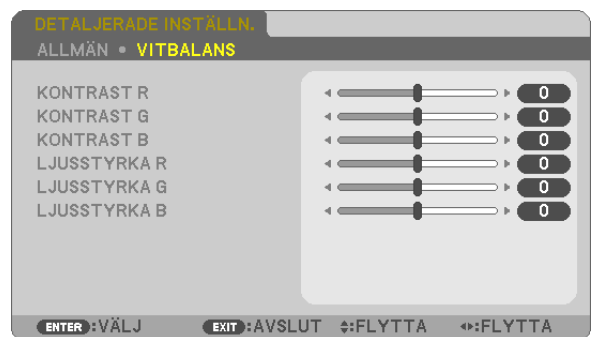 DETALJERADE INSTÄLLN.
ALLMÄN • VITBALANS
KONTRAST R 0
KONTRAST G 0
KONTRAST B 0
LJUSSTYRKA R 0
LJUSSTYRKA G 0
LJUSSTYRKA B 0
ENTER:VÄLJ EXIT:AVSLUT :FLYTTA :FLYTTA